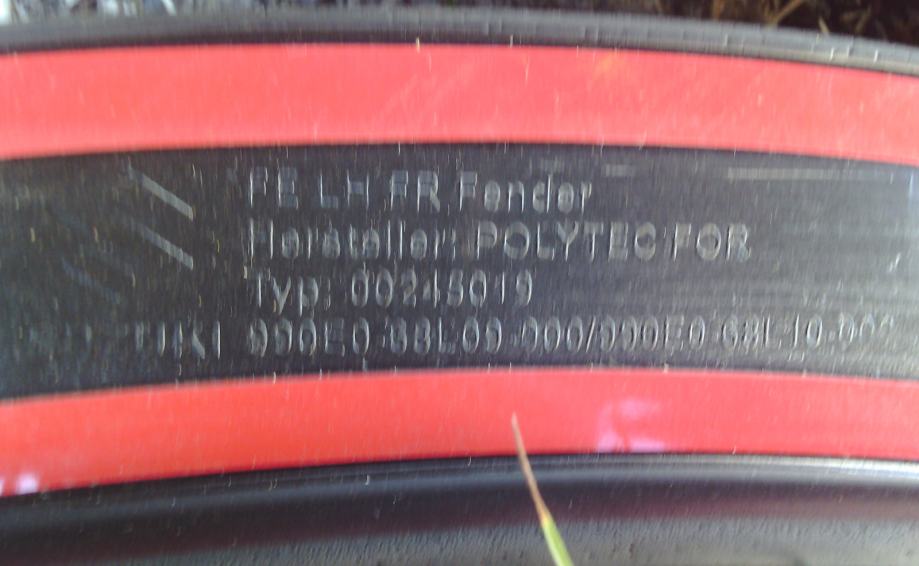 FE LH FR Fender
Hersteller: POLYTEC FOR
Typ: 00245019
990E0-68L09-000/990E0-68L10-000